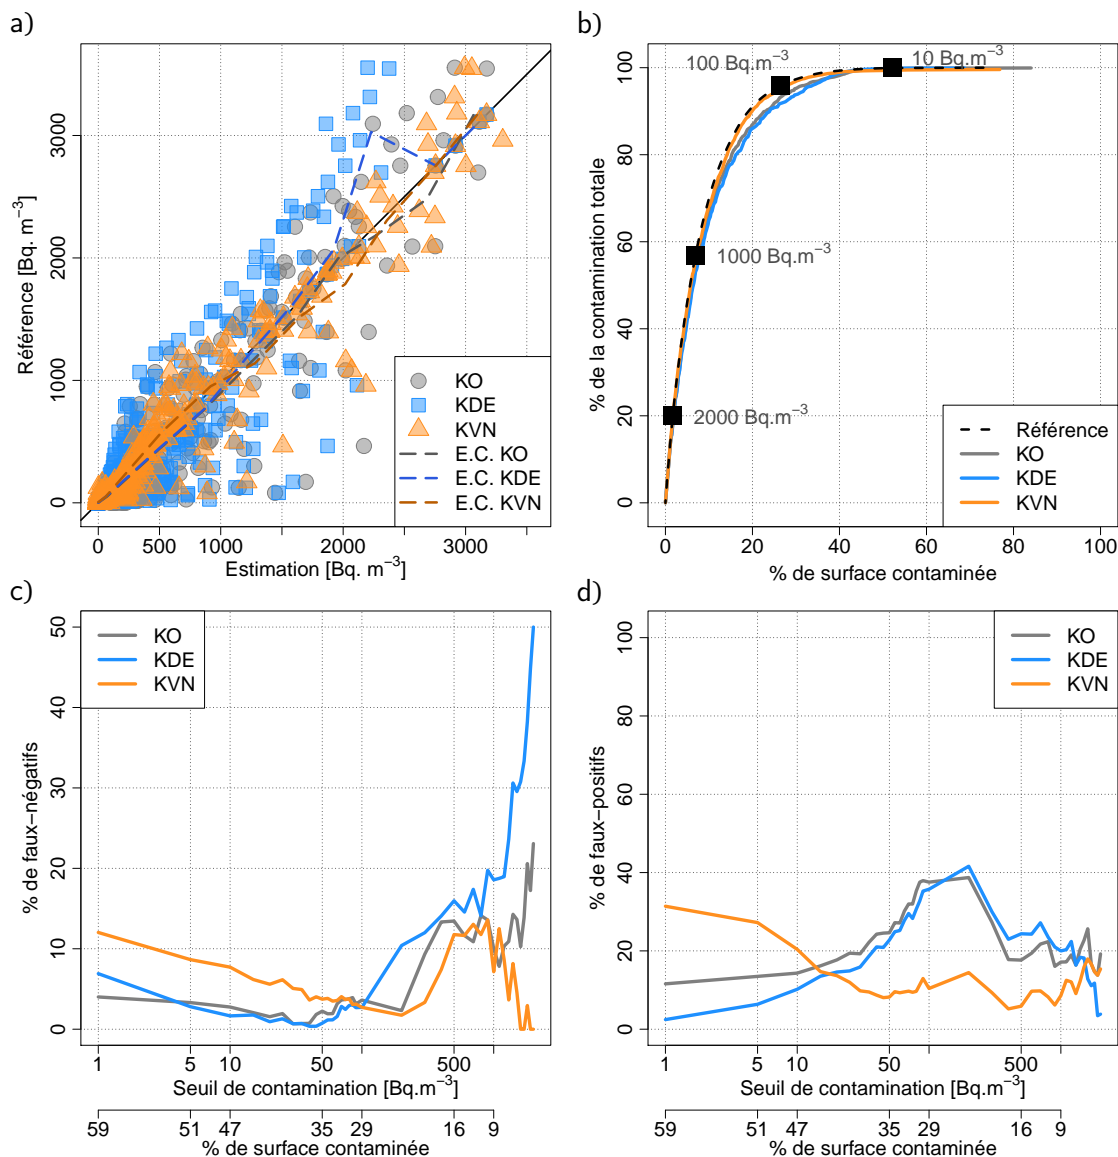 a)
Référence [Bq. m⁻³]
3000
2000
1000
0
KO
KDE
KVN
E.C. KO
E.C. KDE
E.C. KVN
0 500 1000 2000 3000
Estimation [Bq. m⁻³]
b)
% de la contamination totale
100
80
60
40
20
0
100 Bq.m⁻³
10 Bq.m⁻³
1000 Bq.m⁻³
2000 Bq.m⁻³
Référence
KO
KDE
KVN
0 20 40 60 80 100
% de surface contaminée
c)
% de faux−négatifs
50
40
30
20
10
0
KO
KDE
KVN
1 5 10 50 500
Seuil de contamination [Bq.m⁻³]
59 51 47 35 29 16 9
% de surface contaminée
d)
% de faux−positifs
100
80
60
40
20
0
KO
KDE
KVN
1 5 10 50 500
Seuil de contamination [Bq.m⁻³]
59 51 47 35 29 16 9
% de surface contaminée